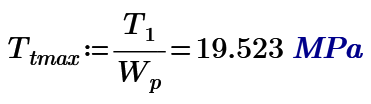 T_tmax := T_1 / W_p = 19.523 MPa